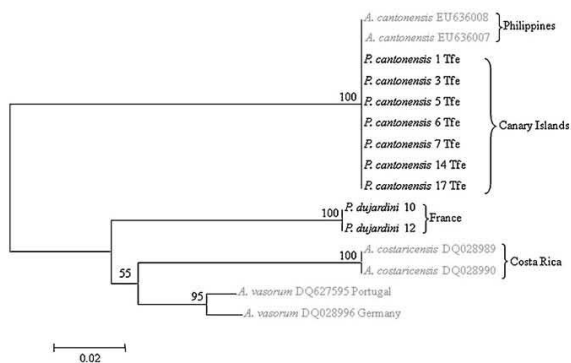 A. cantonensis EU636008
A. cantonensis EU636007
Philippines
P. cantonensis 1 Tfe
P. cantonensis 3 Tfe
P. cantonensis 5 Tfe
100
P. cantonensis 6 Tfe
Canary Islands
P. cantonensis 7 Tfe
P. cantonensis 14 Tfe
P. cantonensis 17 Tfe
P. dujardini 10
100
France
P. dujardini 12
A. costaricensis DQ028989
100
Costa Rica
A. costaricensis DQ028990
55
A. vasorum DQ627595 Portugal
95
A. vasorum DQ028996 Germany
0.02